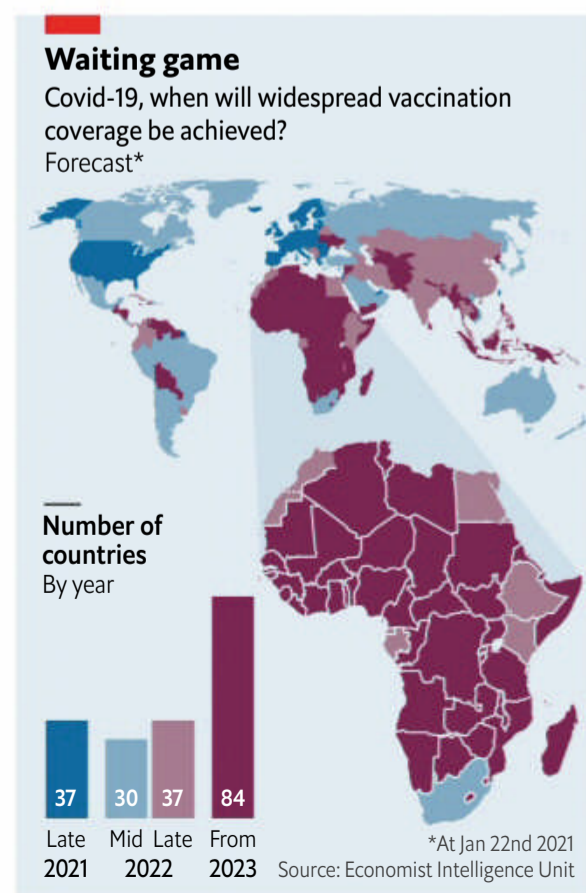 Waiting game
Covid-19, when will widespread vaccination
coverage be achieved?
Forecast*
Number of
countries
By year
37
30
37
84
Late
Mid
Late
From
2021
2022
2023
*At Jan 22nd 2021
Source: Economist Intelligence Unit